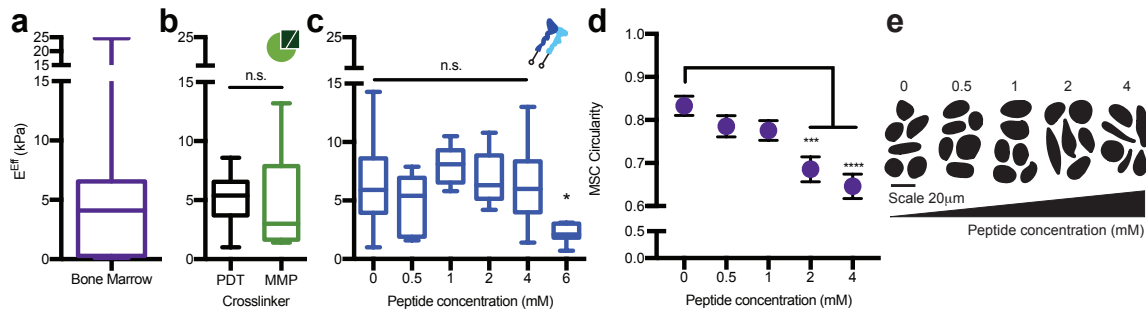 a
E^Eff (kPa)
25
20
15
15
10
5
0
Bone Marrow
b
25
15
n.s.
10
5
0
PDT MMP
Crosslinker
c
25
15
n.s.
10
5
0
*
0 0.5 1 2 4 6
Peptide concentration (mM)
d
MSC Circularity
1.0
0.9
0.8
0.7
0.6
0.5
0.0
***
****
0 0.5 1 2 4
Peptide concentration (mM)
e
0 0.5 1 2 4
Scale 20μm
Peptide concentration (mM)